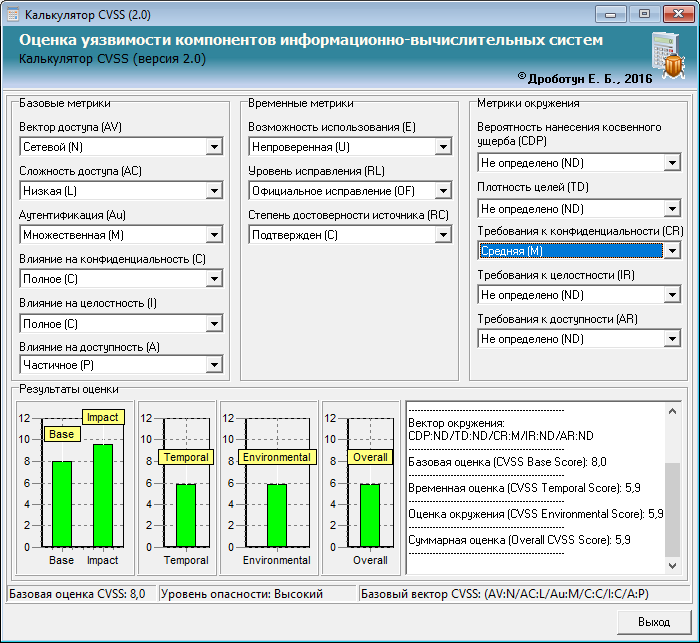 Калькулятор CVSS (2.0)
Оценка уязвимости компонентов информационно-вычислительных систем
Калькулятор CVSS (версия 2.0)
© Дроботун Е. Б., 2016
Базовые метрики
Вектор доступа (AV)
Сетевой (N)
Сложность доступа (AC)
Низкая (L)
Аутентификация (Au)
Множественная (M)
Влияние на конфиденциальность (C)
Полное (C)
Влияние на целостность (I)
Полное (C)
Влияние на доступность (A)
Частичное (P)
Временные метрики
Возможность использования (E)
Непроверенная (U)
Уровень исправления (RL)
Официальное исправление (OF)
Степень достоверности источника (RC)
Подтвержден (C)
Метрики окружения
Вероятность нанесения косвенного
ущерба (CDP)
Не определено (ND)
Плотность целей (TD)
Не определено (ND)
Требования к конфиденциальности (CR)
Средняя (M)
Требования к целостности (IR)
Не определено (ND)
Требования к доступности (AR)
Не определено (ND)
Результаты оценки
12
10
8
6
4
2
0
Base
Impact
Base
Impact
12
10
8
6
4
2
0
Temporal
Temporal
12
10
8
6
4
2
0
Environmental
Environmental
12
10
8
6
4
2
0
Overall
Overall
------------------------------------------
Вектор окружения:
CDP:ND/TD:ND/CR:M/IR:ND/AR:ND
------------------------------------------
Базовая оценка (CVSS Base Score): 8,0
------------------------------------------
Временная оценка (CVSS Temporal Score): 5,9
------------------------------------------
Оценка окружения (CVSS Environmental Score): 5,9
------------------------------------------
Суммарная оценка (Overall CVSS Score): 5,9
------------------------------------------
Базовая оценка CVSS: 8,0
Уровень опасности: Высокий
Базовый вектор CVSS: (AV:N/AC:L/Au:M/C:C/I:C/A:P)
Выход